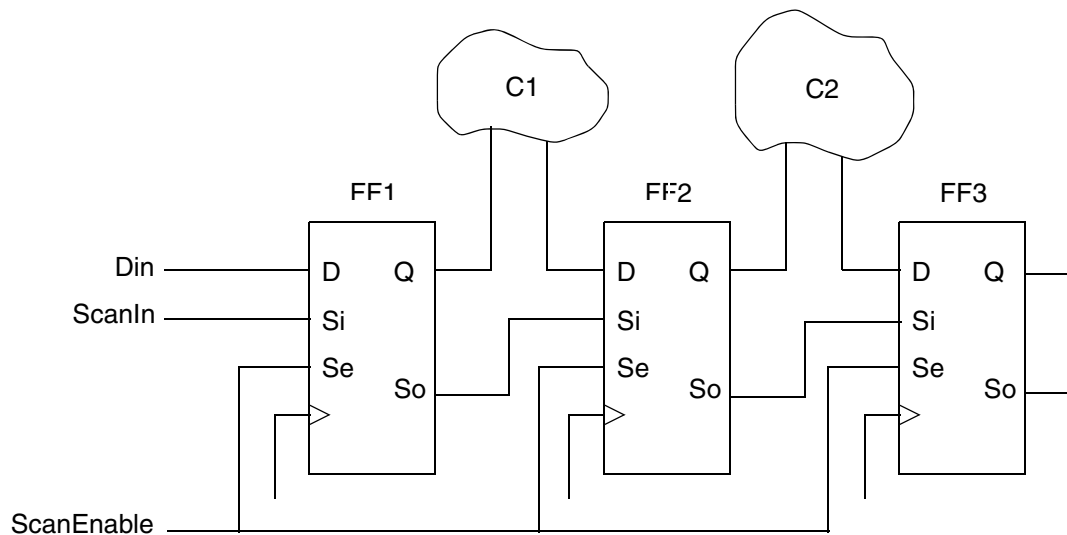 C1
C2
FF1
FF2
FF3
Din
D
Q
D
Q
D
Q
ScanIn
Si
Si
Si
Se
So
Se
So
Se
So
ScanEnable